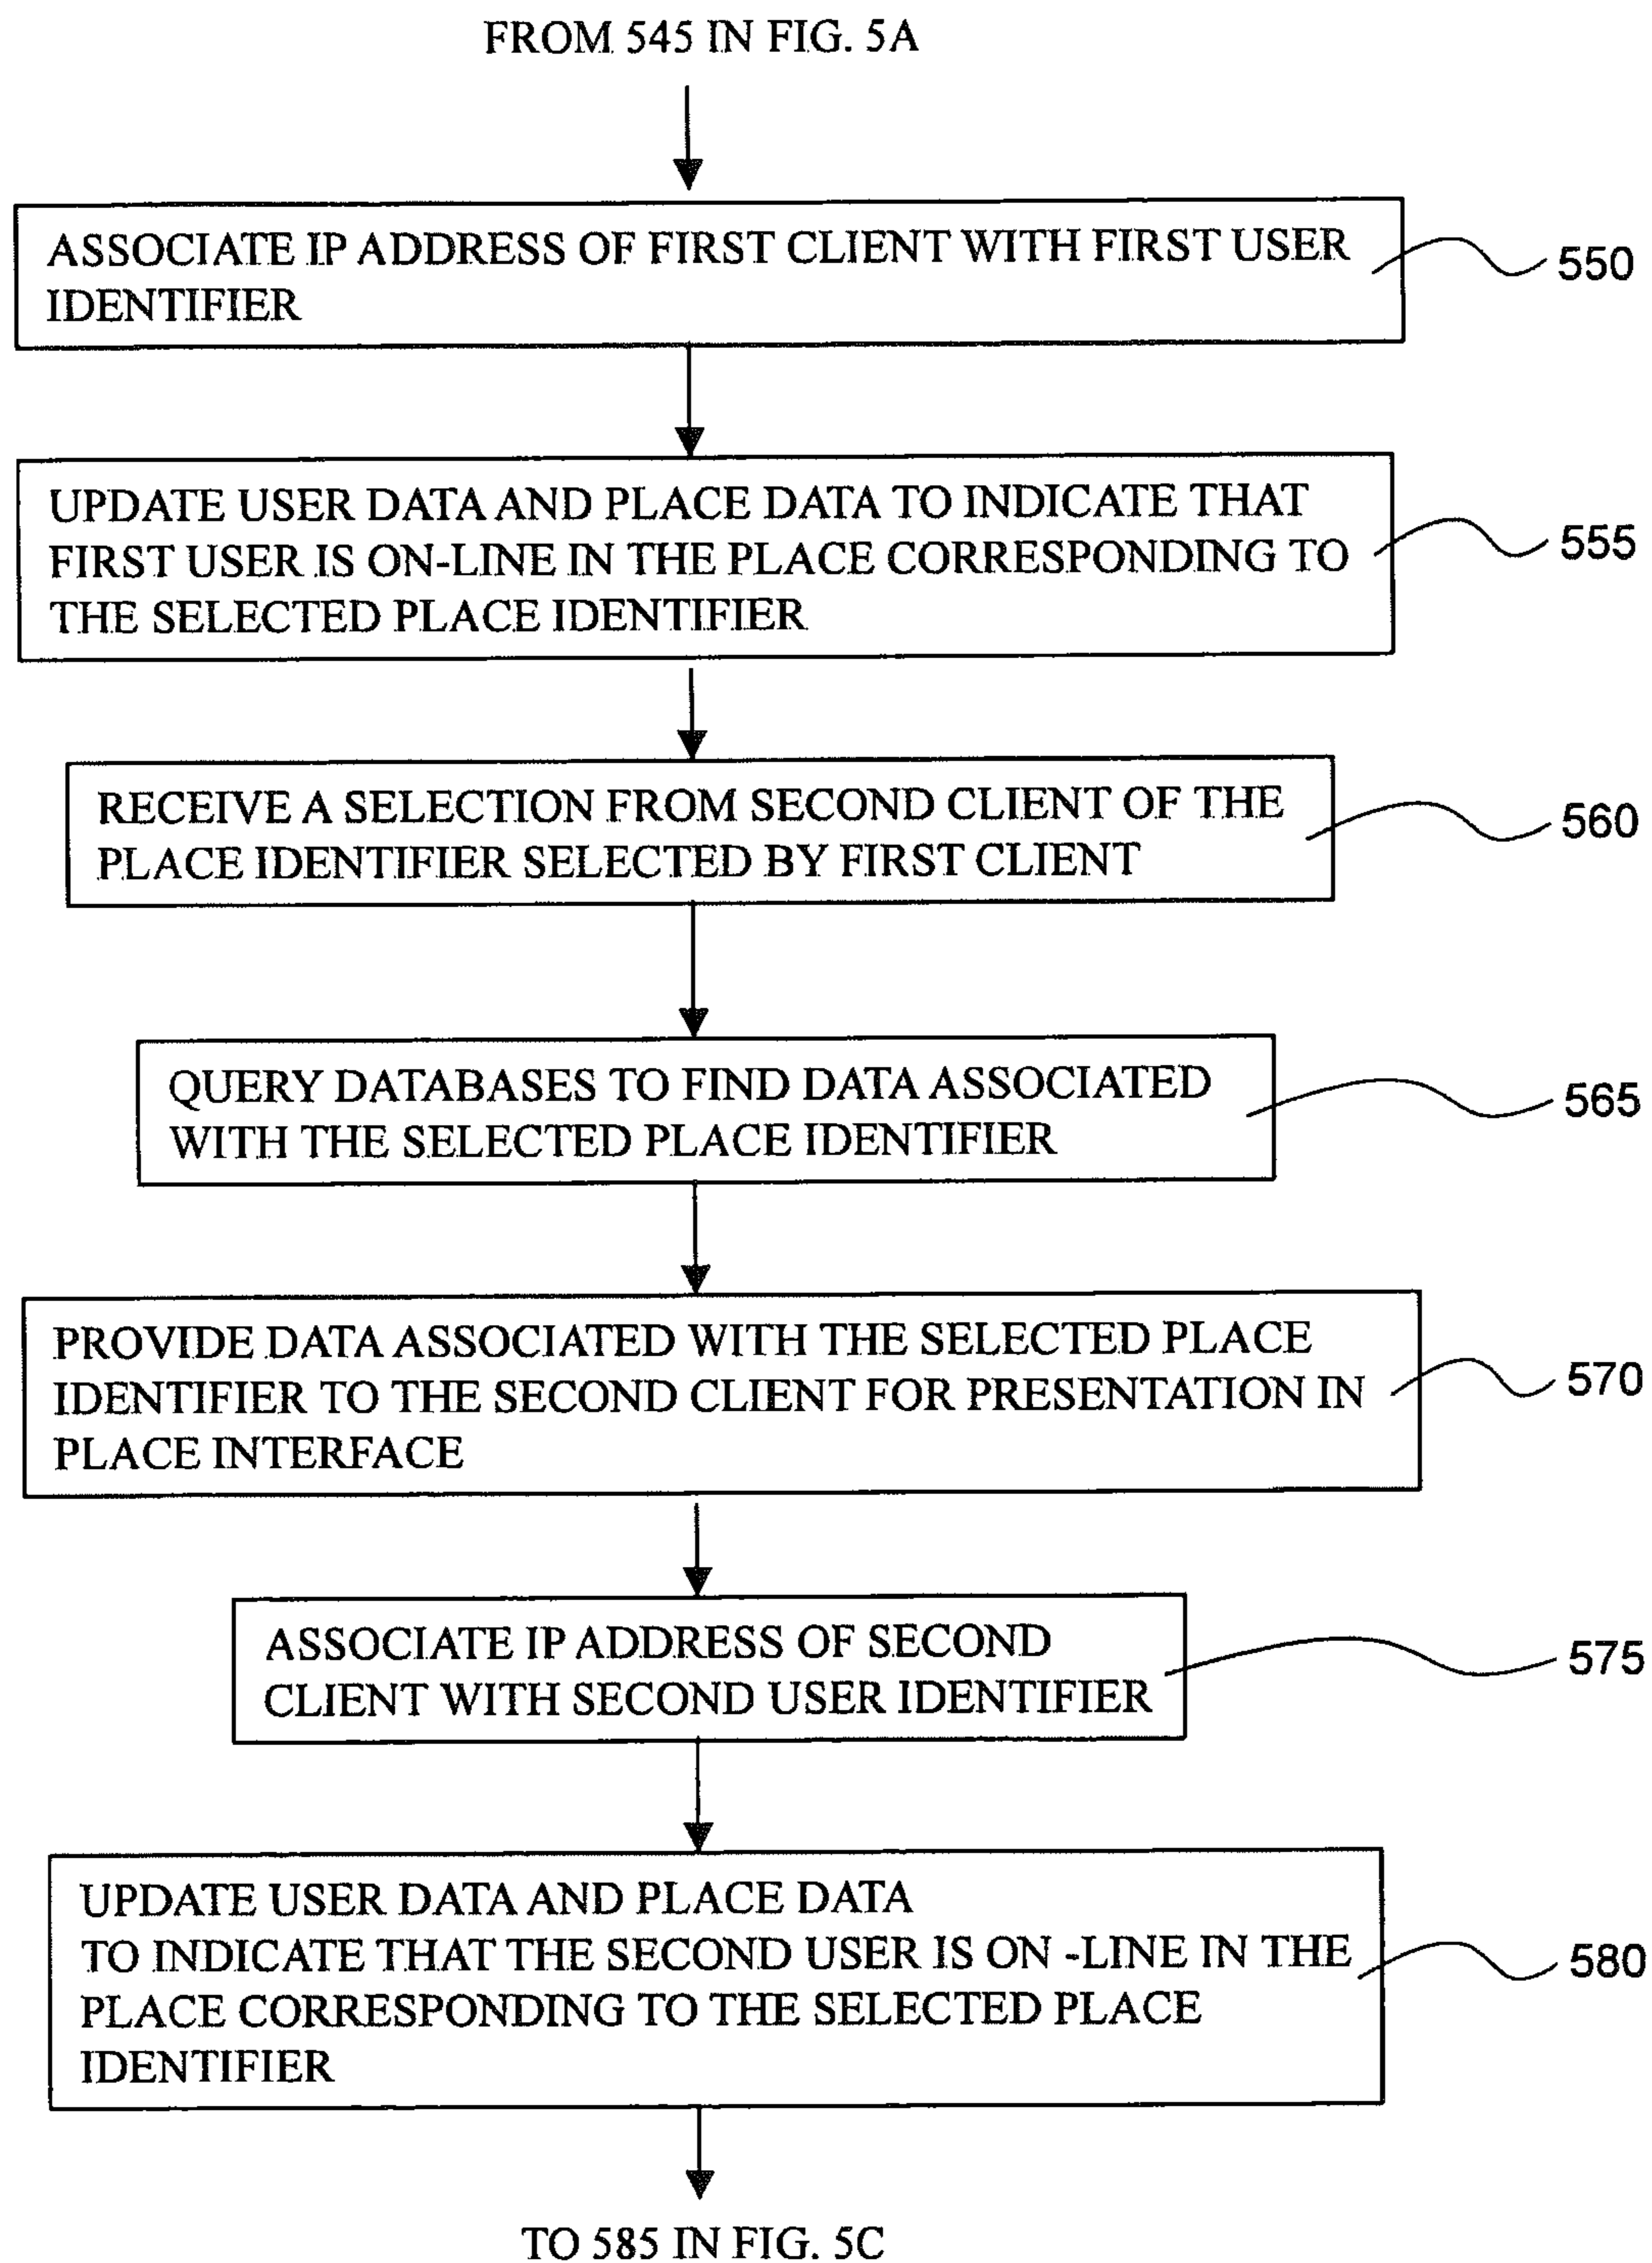 FROM 545 IN FIG. 5A
ASSOCIATE IP ADDRESS OF FIRST CLIENT WITH FIRST USER
IDENTIFIER
550
UPDATE USER DATA AND PLACE DATA TO INDICATE THAT
FIRST USER IS ON-LINE IN THE PLACE CORRESPONDING TO
THE SELECTED PLACE IDENTIFIER
555
RECEIVE A SELECTION FROM SECOND CLIENT OF THE
PLACE IDENTIFIER SELECTED BY FIRST CLIENT
560
QUERY DATABASES TO FIND DATA ASSOCIATED
WITH THE SELECTED PLACE IDENTIFIER
565
PROVIDE DATA ASSOCIATED WITH THE SELECTED PLACE
IDENTIFIER TO THE SECOND CLIENT FOR PRESENTATION IN
PLACE INTERFACE
570
ASSOCIATE IP ADDRESS OF SECOND
CLIENT WITH SECOND USER IDENTIFIER
575
UPDATE USER DATA AND PLACE DATA
TO INDICATE THAT THE SECOND USER IS ON -LINE IN THE
PLACE CORRESPONDING TO THE SELECTED PLACE
IDENTIFIER
580
TO 585 IN FIG. 5C